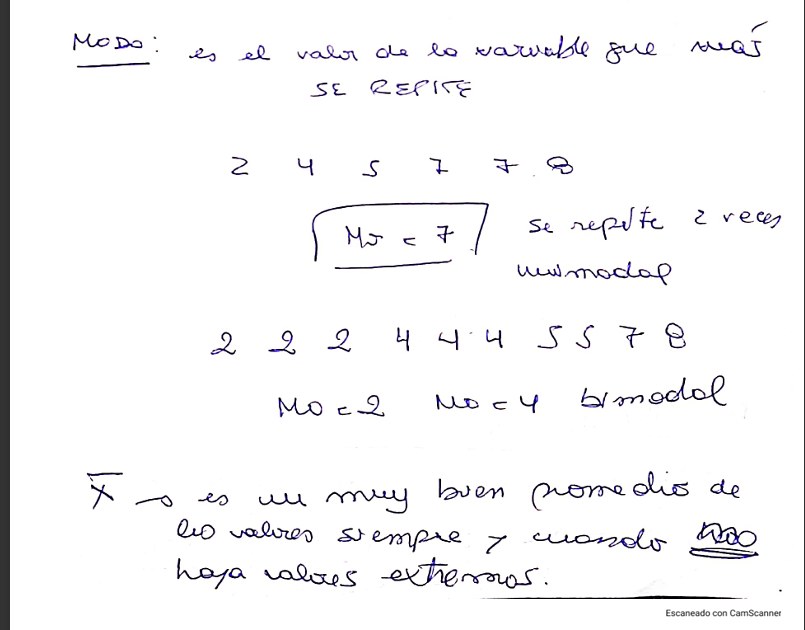 MODO: es el valor de la variable que más
SE REPITE
2 4 5 7 7 8
Mo = 7 se repite 2 veces
unimodal
2 2 2 4 4 4 5 5 7 8
Mo = 2 Mo = 4 bimodal
X̅ → es un muy buen promedio de
los valores siempre y cuando NO
haya valores extremos.
Escaneado con CamScanner